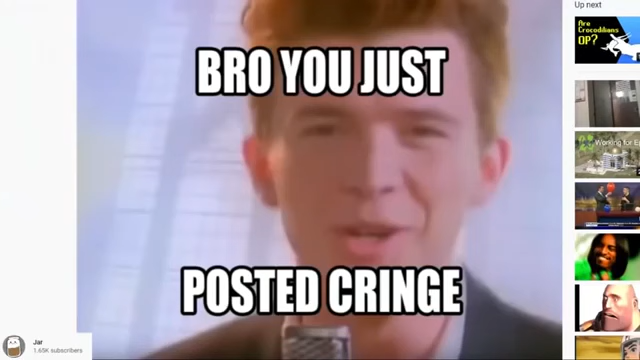 BRO YOU JUST
POSTED CRINGE
Up next
Are
Crocodilians
OP?
Jar
1.65K subscribers